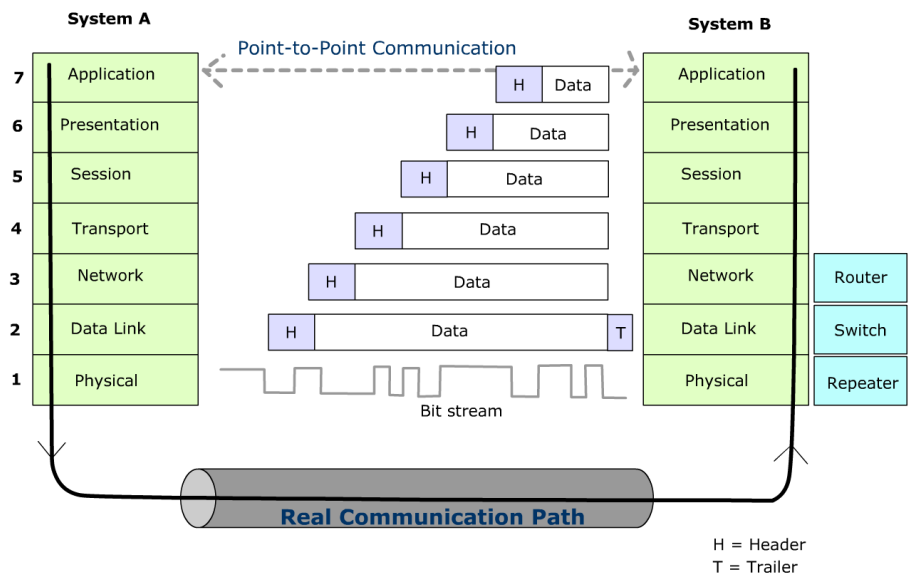 System A
System B
Point-to-Point Communication
7
Application
H
Data
Application
6
Presentation
H
Data
Presentation
5
Session
H
Data
Session
4
Transport
H
Data
Transport
3
Network
H
Data
Network
Router
2
Data Link
H
Data
T
Data Link
Switch
1
Physical
Bit stream
Physical
Repeater
Real Communication Path
H = Header
T = Trailer